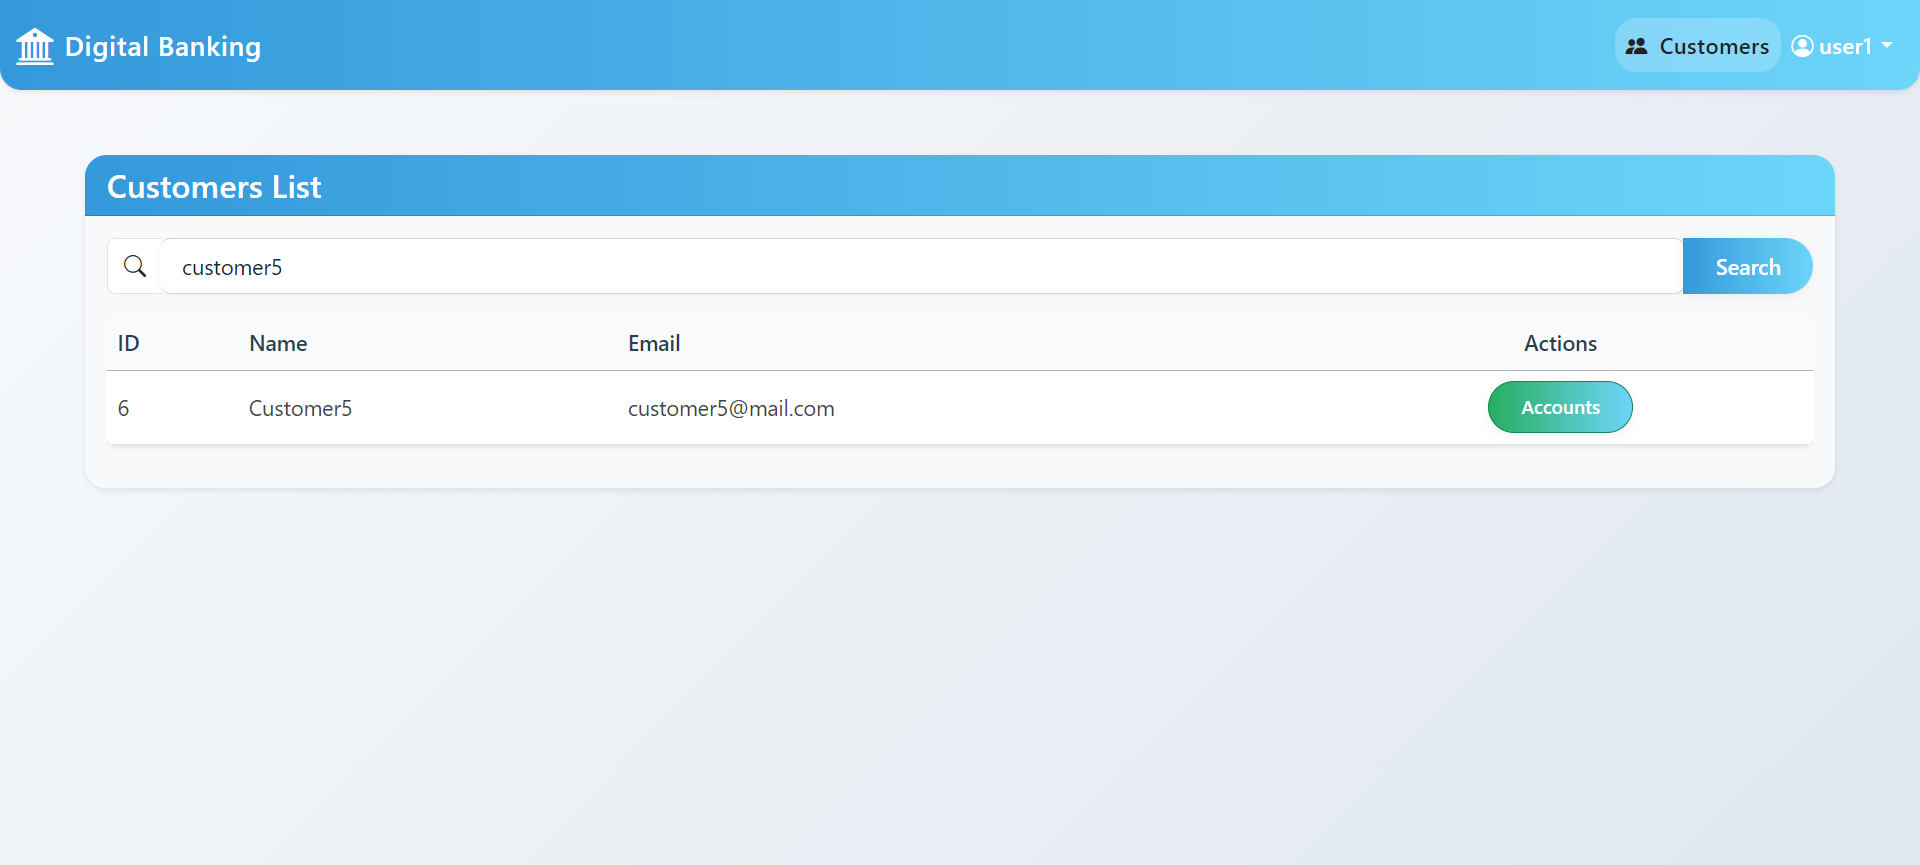 Digital Banking
Customers user1
Customers List
customer5 Search
ID Name Email Actions
6 Customer5 customer5@mail.com Accounts